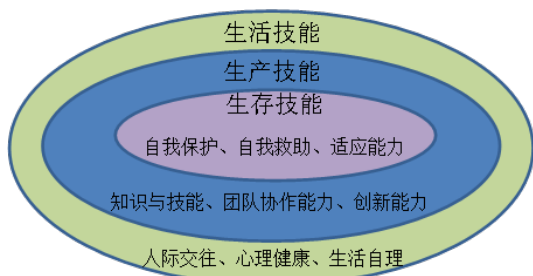 生活技能
生产技能
生存技能
自我保护、自我救助、适应能力
知识与技能、团队协作能力、创新能力
人际交往、心理健康、生活自理